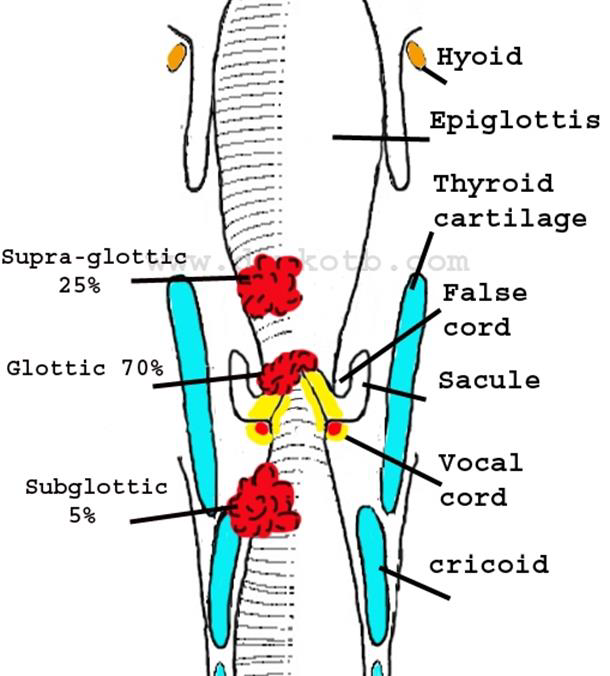 Hyoid
Epiglottis
Thyroid
cartilage
Supra-glottic
25%
False
cord
Glottic 70%
Sacule
Vocal
cord
Subglottic
5%
cricoid